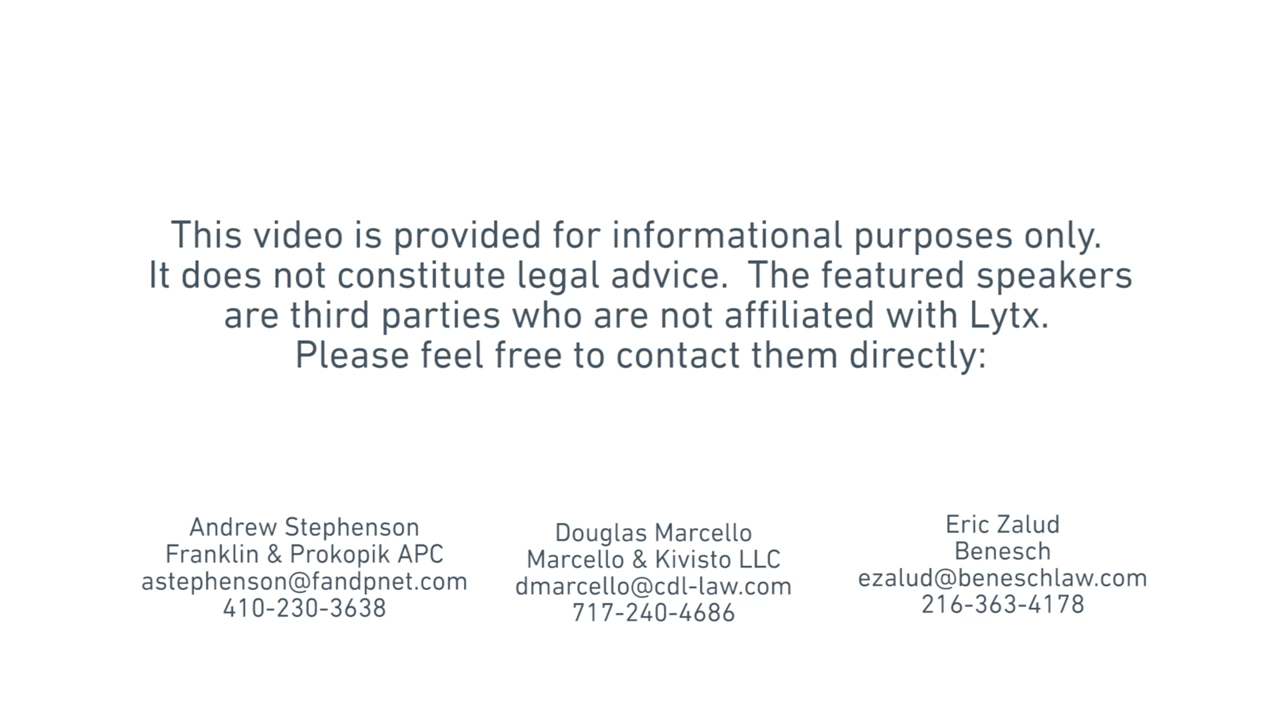 This video is provided for informational purposes only.
It does not constitute legal advice.  The featured speakers
are third parties who are not affiliated with Lytx.
Please feel free to contact them directly:
Andrew Stephenson
Franklin & Prokopik APC
astephenson@fandpnet.com
410-230-3638
Douglas Marcello
Marcello & Kivisto LLC
dmarcello@cdl-law.com
717-240-4686
Eric Zalud
Benesch
ezalud@beneschlaw.com
216-363-4178